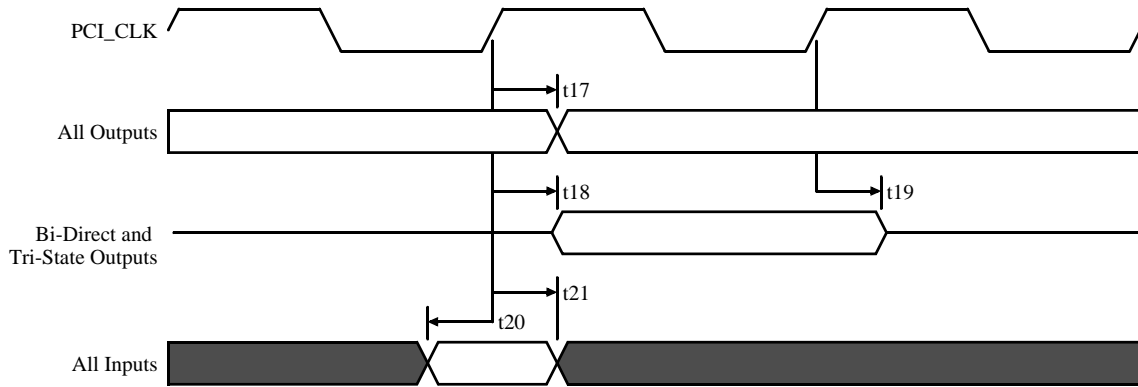 PCI_CLK
t17
All Outputs
t18
t19
Bi-Direct and
Tri-State Outputs
t21
t20
All Inputs